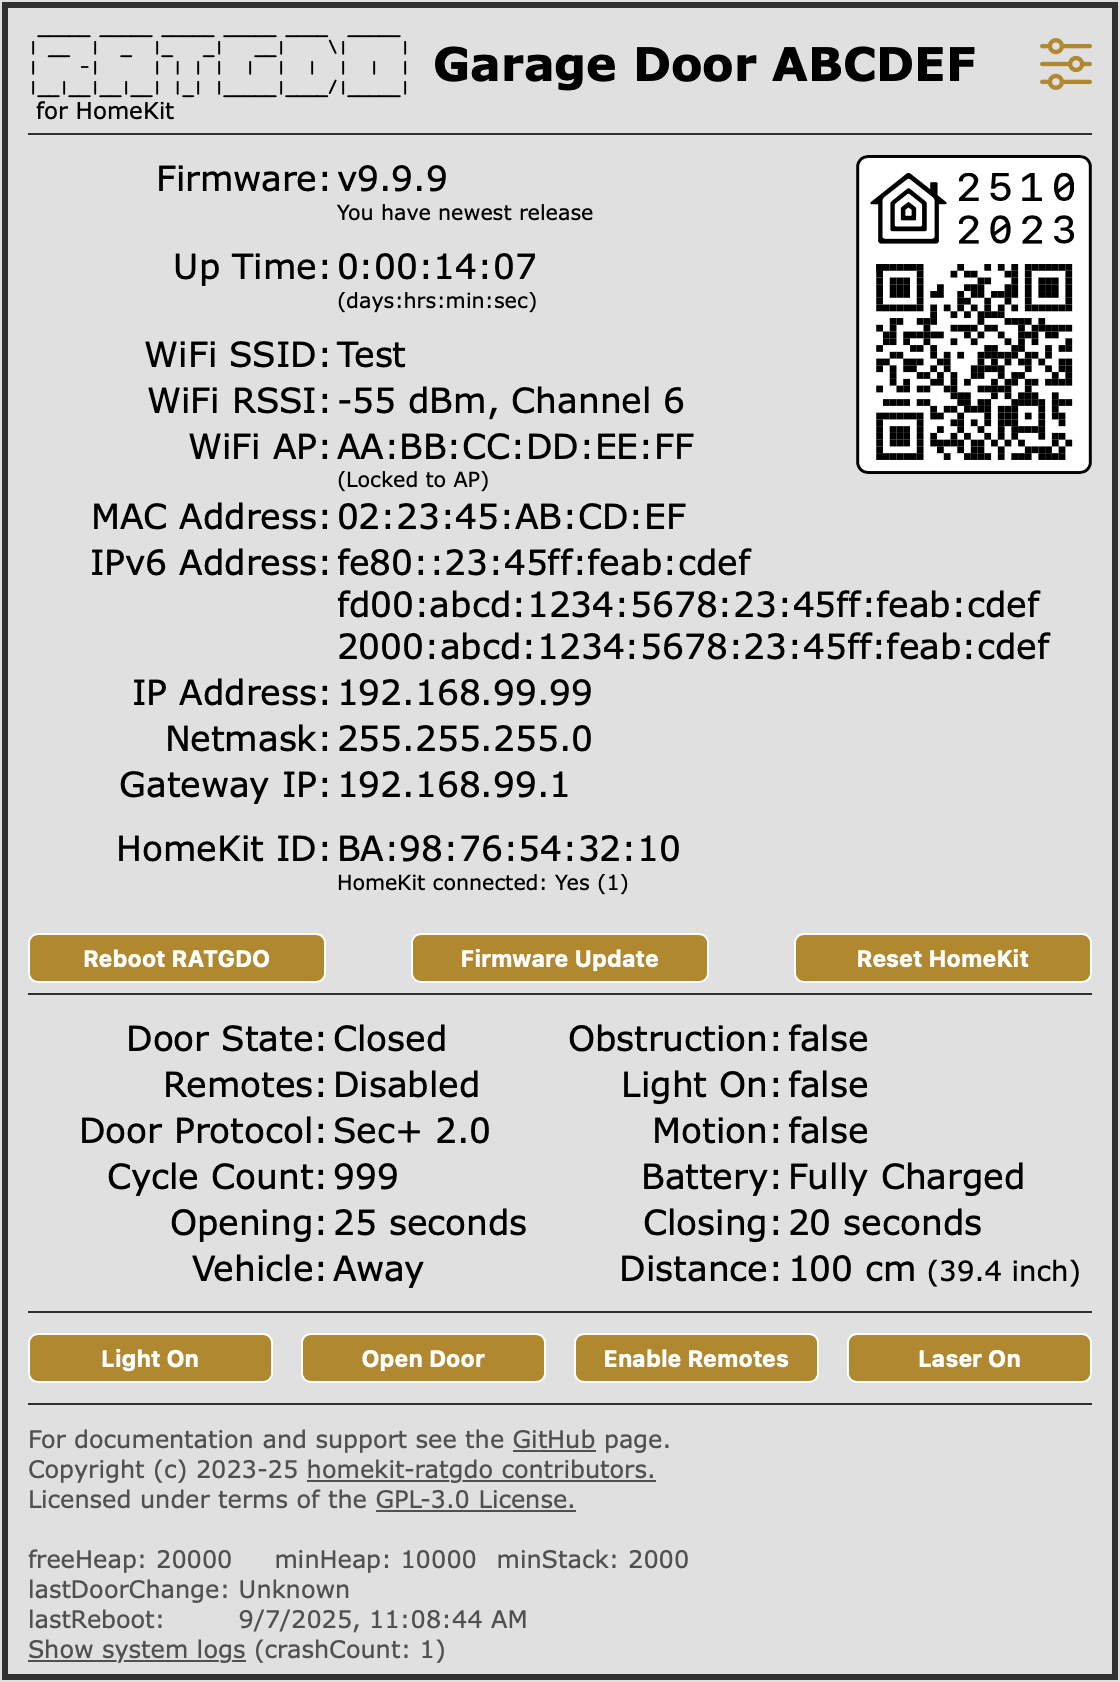 RATGDO
for HomeKit
Garage Door ABCDEF
2510
2023
Firmware: v9.9.9
You have newest release
Up Time: 0:00:14:07
(days:hrs:min:sec)
WiFi SSID: Test
WiFi RSSI: -55 dBm, Channel 6
WiFi AP: AA:BB:CC:DD:EE:FF
(Locked to AP)
MAC Address: 02:23:45:AB:CD:EF
IPv6 Address: fe80::23:45ff:feab:cdef
fd00:abcd:1234:5678:23:45ff:feab:cdef
2000:abcd:1234:5678:23:45ff:feab:cdef
IP Address: 192.168.99.99
Netmask: 255.255.255.0
Gateway IP: 192.168.99.1
HomeKit ID: BA:98:76:54:32:10
HomeKit connected: Yes (1)
Reboot RATGDO Firmware Update Reset HomeKit
Door State: Closed Obstruction: false
Remotes: Disabled Light On: false
Door Protocol: Sec+ 2.0 Motion: false
Cycle Count: 999 Battery: Fully Charged
Opening: 25 seconds Closing: 20 seconds
Vehicle: Away Distance: 100 cm (39.4 inch)
Light On Open Door Enable Remotes Laser On
For documentation and support see the GitHub page.
Copyright (c) 2023-25 homekit-ratgdo contributors.
Licensed under terms of the GPL-3.0 License.
freeHeap: 20000 minHeap: 10000 minStack: 2000
lastDoorChange: Unknown
lastReboot: 9/7/2025, 11:08:44 AM
Show system logs (crashCount: 1)